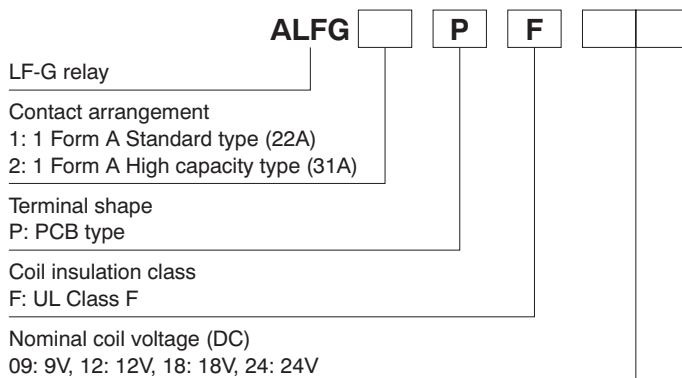 ALFG P F
LF-G relay
Contact arrangement
1: 1 Form A Standard type (22A)
2: 1 Form A High capacity type (31A)
Terminal shape
P: PCB type
Coil insulation class
F: UL Class F
Nominal coil voltage (DC)
09: 9V, 12: 12V, 18: 18V, 24: 24V